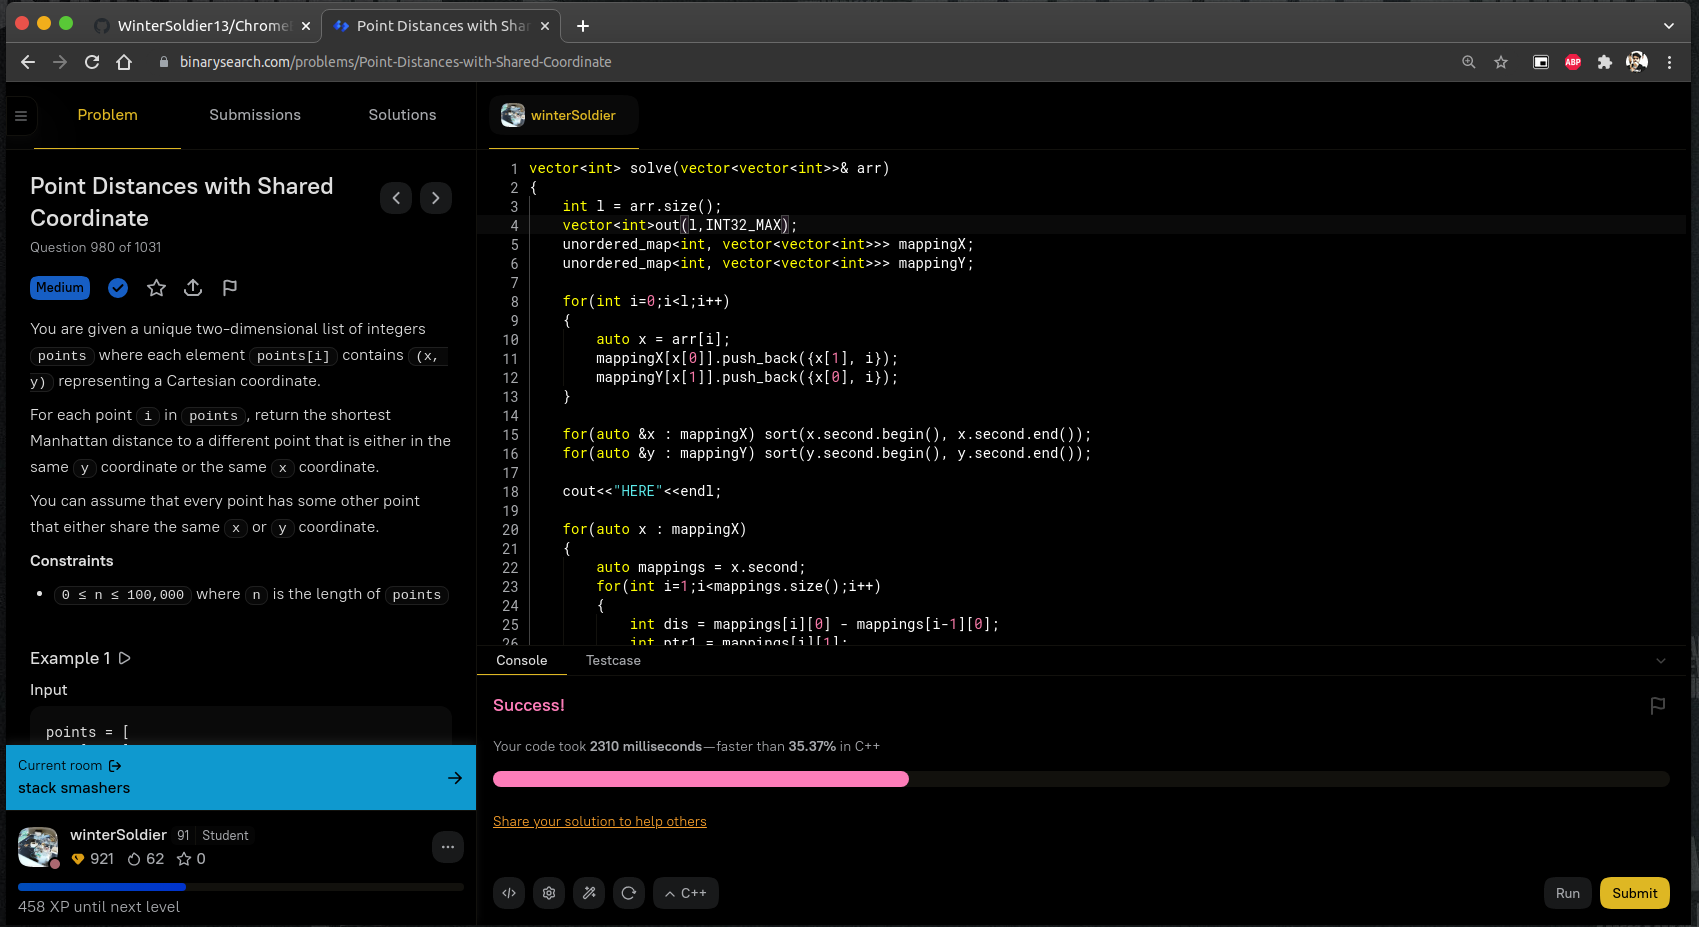 WinterSoldier13/Chrome
Point Distances with Shar
binarysearch.com/problems/Point-Distances-with-Shared-Coordinate
ABP
Problem
Submissions
Solutions
Point Distances with Shared
Coordinate
Question 980 of 1031
Medium
You are given a unique two-dimensional list of integers
points where each element points[i] contains (x,
y) representing a Cartesian coordinate.
For each point i in points, return the shortest
Manhattan distance to a different point that is either in the
same y coordinate or the same x coordinate.
You can assume that every point has some other point
that either share the same x or y coordinate.
Constraints
• 0 ≤ n ≤ 100,000 where n is the length of points
Example 1
Input
points = [
Current room
stack smashers
winterSoldier 91 Student
921 62 0
458 XP until next level
winterSoldier
1 vector<int> solve(vector<vector<int>>& arr)
2 {
3     int l = arr.size();
4     vector<int>out(l,INT32_MAX);
5     unordered_map<int, vector<vector<int>>> mappingX;
6     unordered_map<int, vector<vector<int>>> mappingY;
7
8     for(int i=0;i<l;i++)
9     {
10         auto x = arr[i];
11         mappingX[x[0]].push_back({x[1], i});
12         mappingY[x[1]].push_back({x[0], i});
13     }
14
15     for(auto &x : mappingX) sort(x.second.begin(), x.second.end());
16     for(auto &y : mappingY) sort(y.second.begin(), y.second.end());
17
18     cout<<"HERE"<<endl;
19
20     for(auto x : mappingX)
21     {
22         auto mappings = x.second;
23         for(int i=1;i<mappings.size();i++)
24         {
25             int dis = mappings[i][0] - mappings[i-1][0];
26             int ptr1 = mappings[i][1];
Console
Testcase
Success!
Your code took 2310 milliseconds—faster than 35.37% in C++
Share your solution to help others
C++
Run
Submit